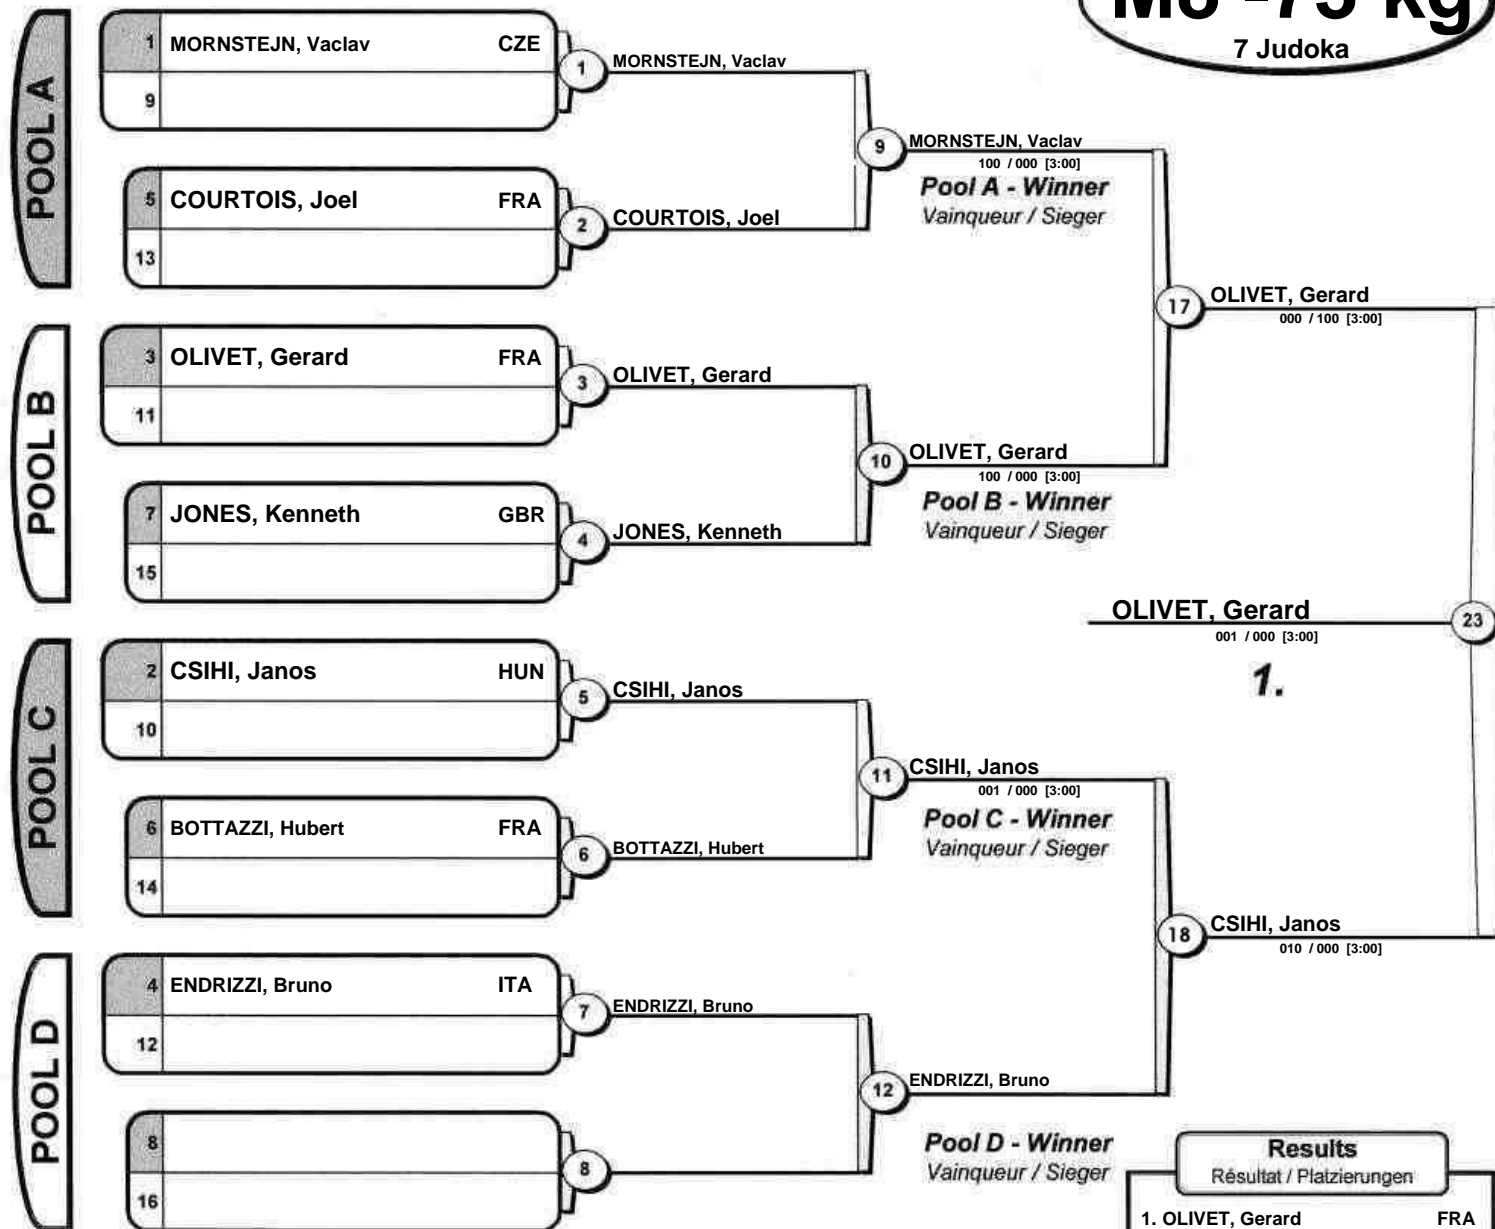 M8 -73 kg
7 Judoka
POOL A
1 MORNSTEJN, Vaclav CZE
9
1 MORNSTEJN, Vaclav
5 COURTOIS, Joel FRA
13
2 COURTOIS, Joel
9 MORNSTEJN, Vaclav
100 / 000 [3:00]
Pool A - Winner
Vainqueur / Sieger
POOL B
3 OLIVET, Gerard FRA
11
3 OLIVET, Gerard
7 JONES, Kenneth GBR
15
4 JONES, Kenneth
10 OLIVET, Gerard
100 / 000 [3:00]
Pool B - Winner
Vainqueur / Sieger
17 OLIVET, Gerard
000 / 100 [3:00]
OLIVET, Gerard 23
001 / 000 [3:00]
1.
POOL C
2 CSIHI, Janos HUN
10
5 CSIHI, Janos
6 BOTTAZZI, Hubert FRA
14
6 BOTTAZZI, Hubert
11 CSIHI, Janos
001 / 000 [3:00]
Pool C - Winner
Vainqueur / Sieger
POOL D
4 ENDRIZZI, Bruno ITA
12
7 ENDRIZZI, Bruno
8
16
8
12 ENDRIZZI, Bruno
Pool D - Winner
Vainqueur / Sieger
18 CSIHI, Janos
010 / 000 [3:00]
Results
Résultat / Platzierungen
1. OLIVET, Gerard FRA